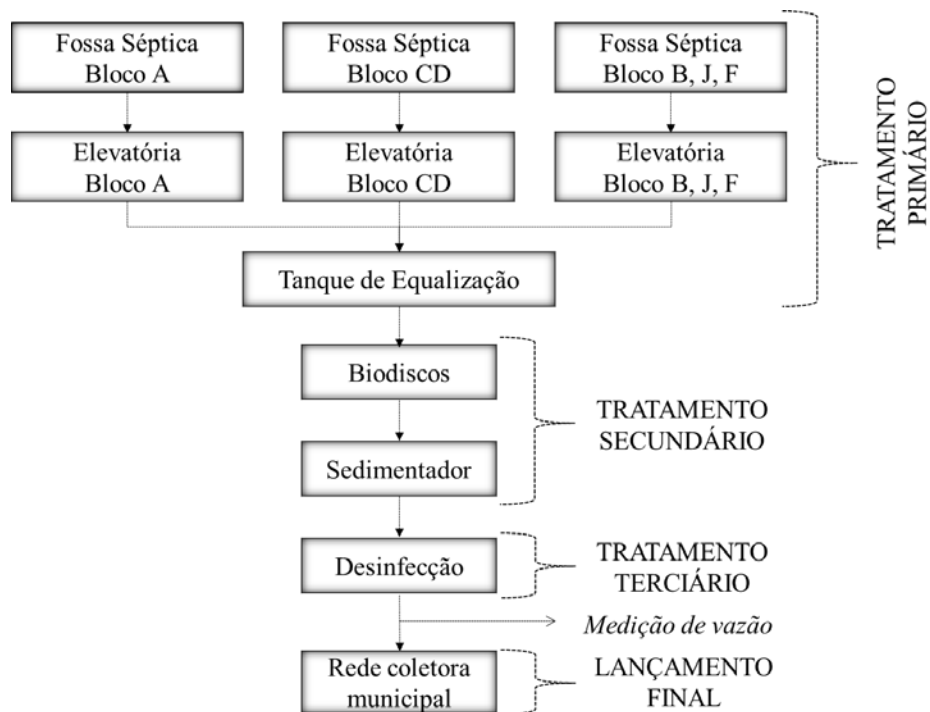 Fossa Séptica
Bloco A
Fossa Séptica
Bloco CD
Fossa Séptica
Bloco B, J, F
Elevatória
Bloco A
Elevatória
Bloco CD
Elevatória
Bloco B, J, F
TRATAMENTO
PRIMÁRIO
Tanque de Equalização
Biodiscos
Sedimentador
TRATAMENTO
SECUNDÁRIO
Desinfecção
TRATAMENTO
TERCIÁRIO
Medição de vazão
Rede coletora
municipal
LANÇAMENTO
FINAL